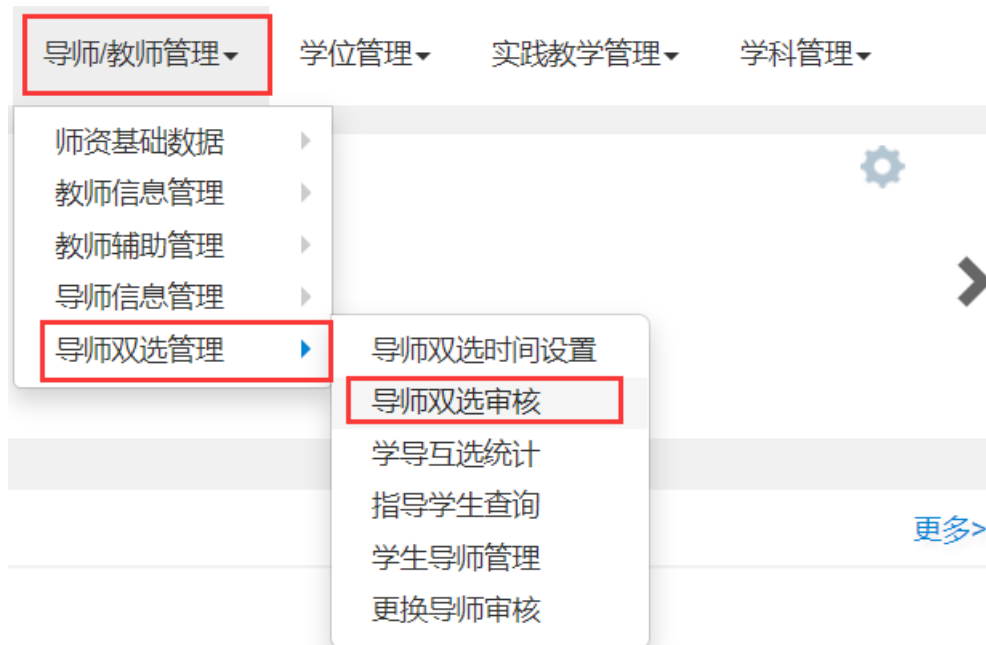 导师/教师管理 学位管理 实践教学管理 学科管理
师资基础数据
教师信息管理
教师辅助管理
导师信息管理
导师双选管理
导师双选时间设置
导师双选审核
学导互选统计
指导学生查询
学生导师管理
更换导师审核
更多>